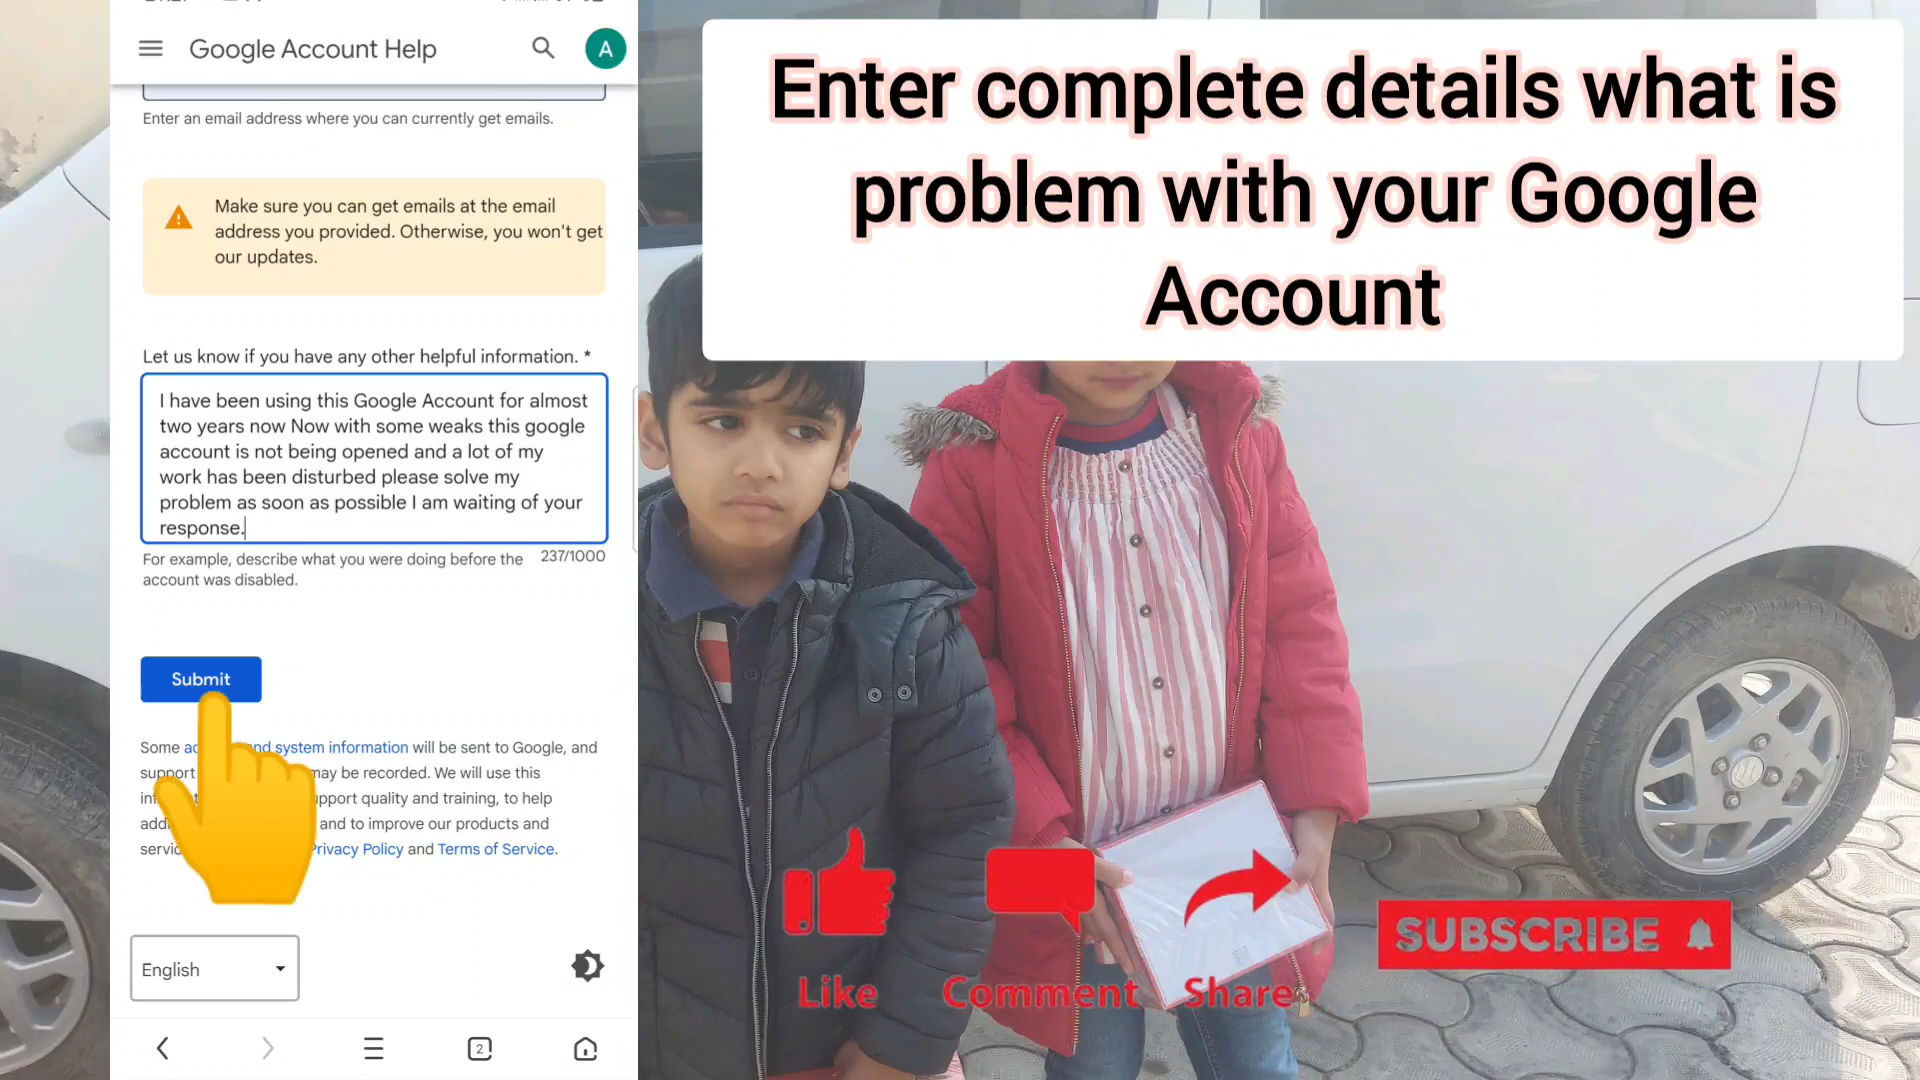 Google Account Help
A
Enter an email address where you can currently get emails.
Make sure you can get emails at the email
address you provided. Otherwise, you won't get
our updates.
Let us know if you have any other helpful information. *
I have been using this Google Account for almost
two years now Now with some weaks this google
account is not being opened and a lot of my
work has been disturbed please solve my
problem as soon as possible I am waiting of your
response.
For example, describe what you were doing before the
account was disabled.
237/1000
Submit
Some and system information will be sent to Google, and
support may be recorded. We will use this
support quality and training, to help
and to improve our products and
Privacy Policy and Terms of Service.
English
2
Enter complete details what is
problem with your Google
Account
Like
Comment
Share
SUBSCRIBE